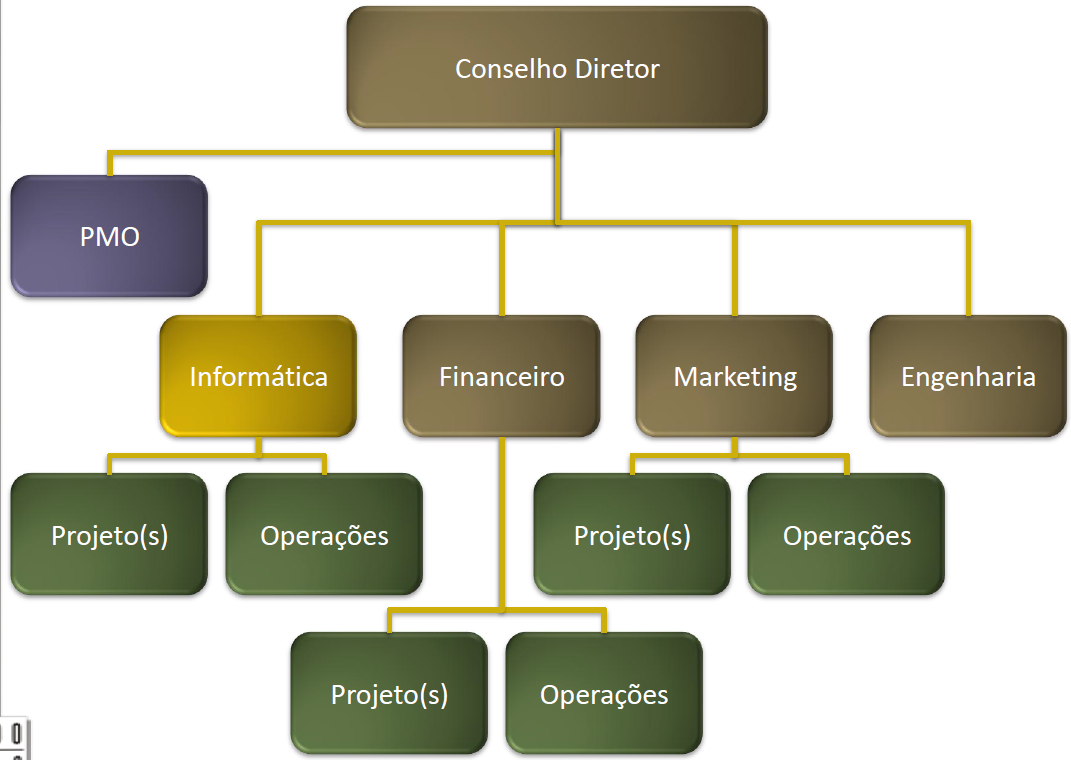 Conselho Diretor
PMO
Informática
Financeiro
Marketing
Engenharia
Projeto(s)
Operações
Projeto(s)
Operações
Projeto(s)
Operações